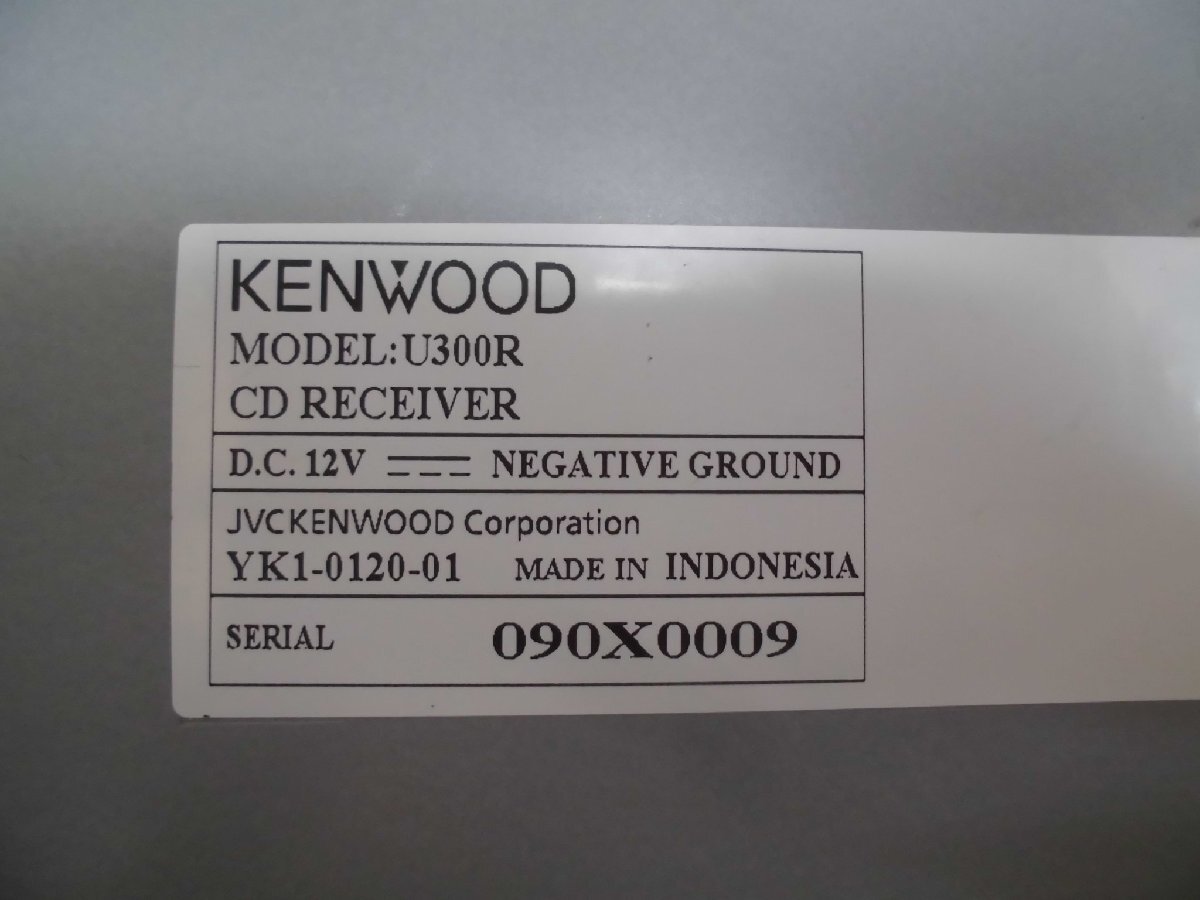 KENWOOD
MODEL:U300R
CD RECEIVER
D.C. 12V ⎓ NEGATIVE GROUND
JVCKENWOOD Corporation
YK1-0120-01 MADE IN INDONESIA
SERIAL 090X0009